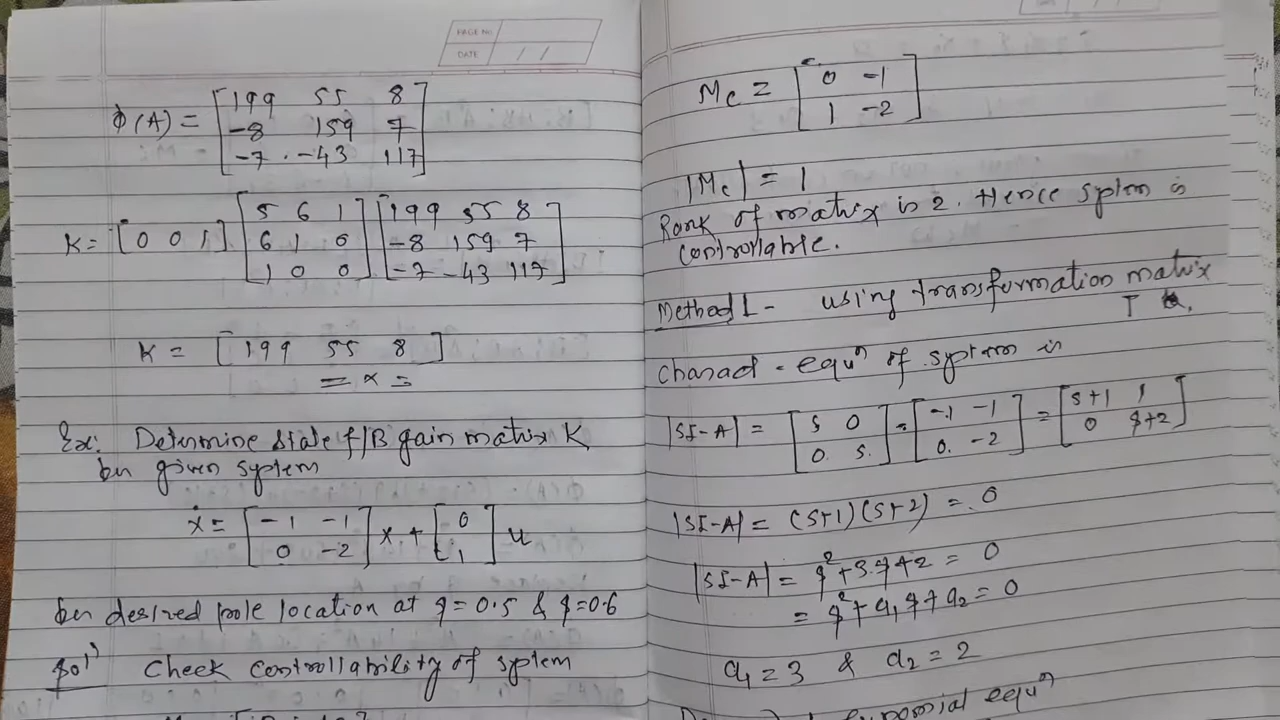 PAGE No.
DATE / /
Φ(A) = [199 55 8
-8 159 7
-7 -43 117]
K = [0 0 1] [5 6 1
6 1 0
1 0 0] [199 55 8
-8 159 7
-7 -43 117]
K = [199 55 8]
= x =
Ex: Determine state f/B gain matrix K
for given system
ẋ = [-1 -1
0 -2] x + [0
1] u
for desired pole location at s = 0.5 & s = 0.6
Solⁿ Check controllability of system
Mc = [0 -1
1 -2]
|Mc| = 1
Rank of matrix is 2. Hence system is
controllable.
Method 1 - using transformation matrix
T
Charact. equⁿ of system is
|SI-A| = [s 0
0 s] - [-1 -1
0 -2] = [s+1 1
0 s+2]
|SI-A| = (s+1)(s+2) = 0
|SI-A| = s²+3s+2 = 0
= s²+a₁s+a₂ = 0
a₁ = 3 & a₂ = 2
equⁿ